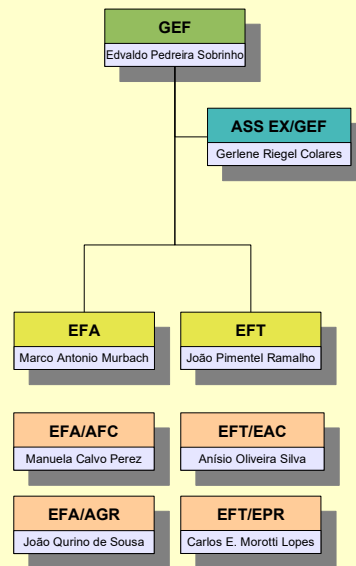 GEF
Edvaldo Pedreira Sobrinho
ASS EX/GEF
Gerlene Riegel Colares
EFA
Marco Antonio Murbach
EFT
João Pimentel Ramalho
EFA/AFC
Manuela Calvo Perez
EFT/EAC
Anísio Oliveira Silva
EFA/AGR
João Qurino de Sousa
EFT/EPR
Carlos E. Morotti Lopes